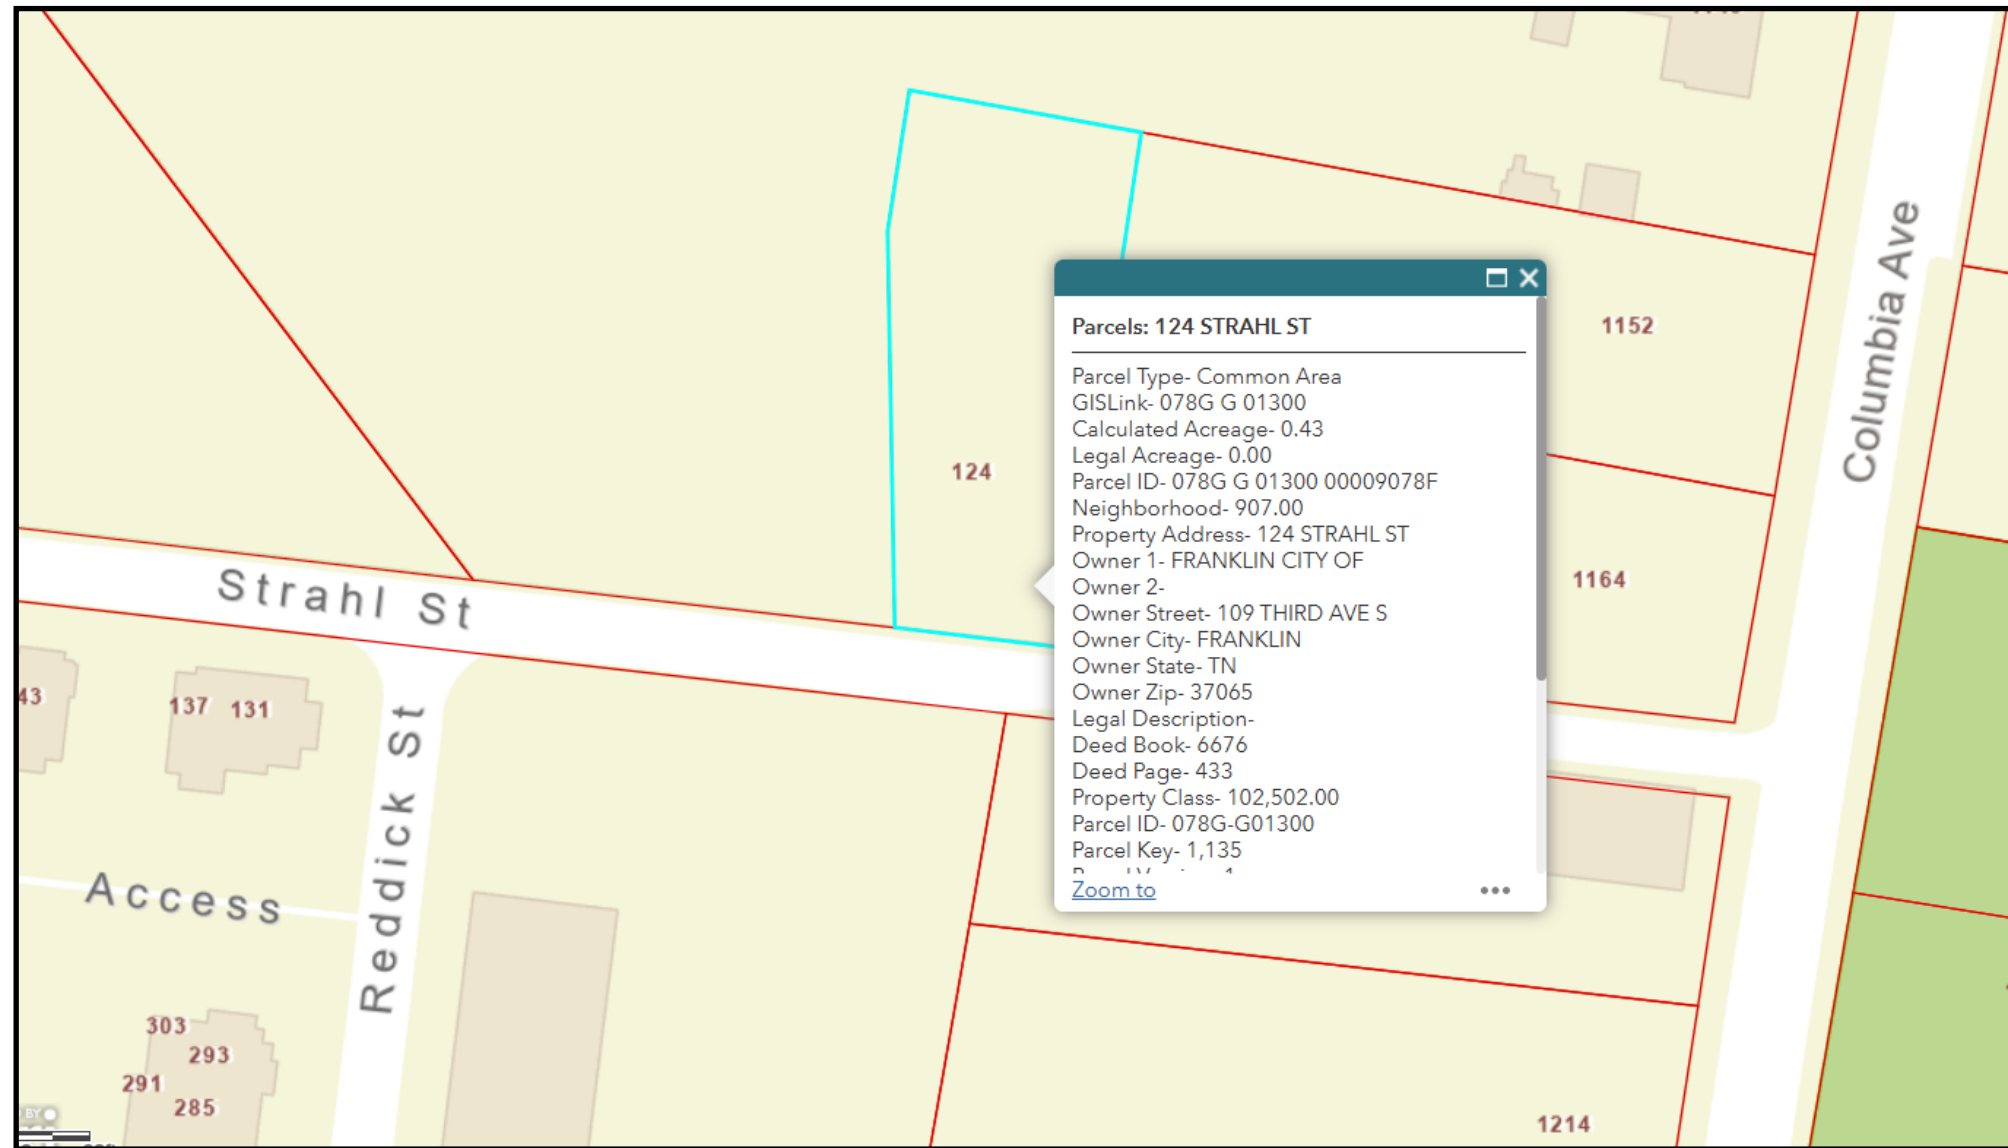 Columbia Ave
1152
Parcels: 124 STRAHL ST
Parcel Type- Common Area
GISLink- 078G G 01300
Calculated Acreage- 0.43
Legal Acreage- 0.00
Parcel ID- 078G G 01300 00009078F
Neighborhood- 907.00
Property Address- 124 STRAHL ST
Owner 1- FRANKLIN CITY OF
Owner 2-
Owner Street- 109 THIRD AVE S
Owner City- FRANKLIN
Owner State- TN
Owner Zip- 37065
Legal Description-
Deed Book- 6676
Deed Page- 433
Property Class- 102,502.00
Parcel ID- 078G-G01300
Parcel Key- 1,135
Zoom to
124
1164
Strahl St
43
137 131
Reddick St
Access
303
293
291
285
BY
1214